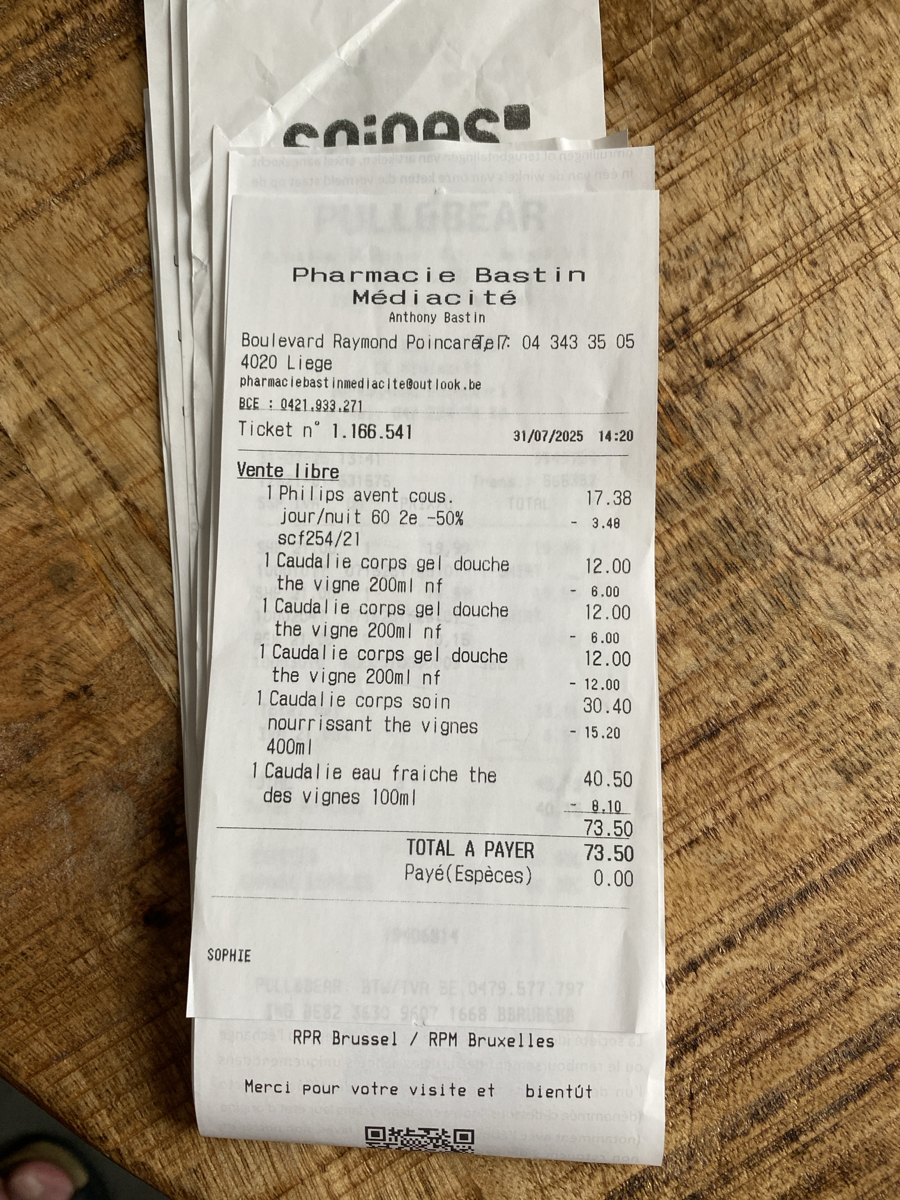 Pharmacie Bastin
Médiacité
Anthony Bastin
Boulevard Raymond Poincaré, 7 Tel : 04 343 35 05
4020 Liege
pharmaciebastinmediacite@outlook.be
BCE : 0421.933.271
Ticket n° 1.166.541 31/07/2025 14:20
Vente libre
1 Philips avent cous. 17.38
jour/nuit 60 2e -50% - 3.48
scf254/21
1 Caudalie corps gel douche 12.00
the vigne 200ml nf - 6.00
1 Caudalie corps gel douche 12.00
the vigne 200ml nf - 6.00
1 Caudalie corps gel douche 12.00
the vigne 200ml nf - 12.00
1 Caudalie corps soin 30.40
nourrissant the vignes - 15.20
400ml
1 Caudalie eau fraiche the 40.50
des vignes 100ml - 8.10
73.50
TOTAL A PAYER 73.50
Payé(Espèces) 0.00
SOPHIE
RPR Brussel / RPM Bruxelles
Merci pour votre visite et bientút